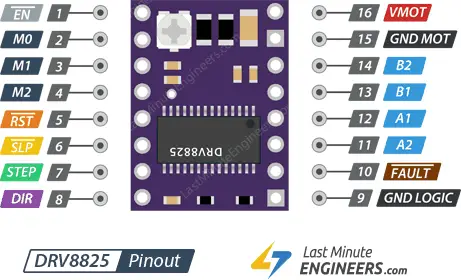 EN 1
M0 2
M1 3
M2 4
RST 5
SLP 6
STEP 7
DIR 8
16 VMOT
15 GND MOT
14 B2
13 B1
12 A1
11 A2
10 FAULT
9 GND LOGIC
DRV8825
LastMinuteEngineers.com
DRV8825 Pinout
Last Minute
ENGINEERS.com